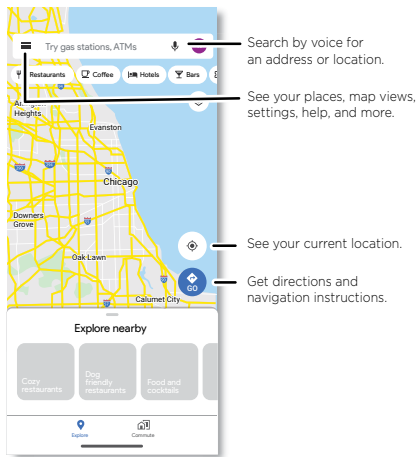 Try gas stations, ATMs
Search by voice for
an address or location.
Restaurants
Coffee
Hotels
Bars
See your places, map views,
settings, help, and more.
Heights
Evanston
Chicago
Downers
Grove
See your current location.
Oak Lawn
GO
Get directions and
navigation instructions.
Calumet City
Explore nearby
Cozy
restaurants
Dog
friendly
restaurants
Food and
cocktails
Explore
Commute